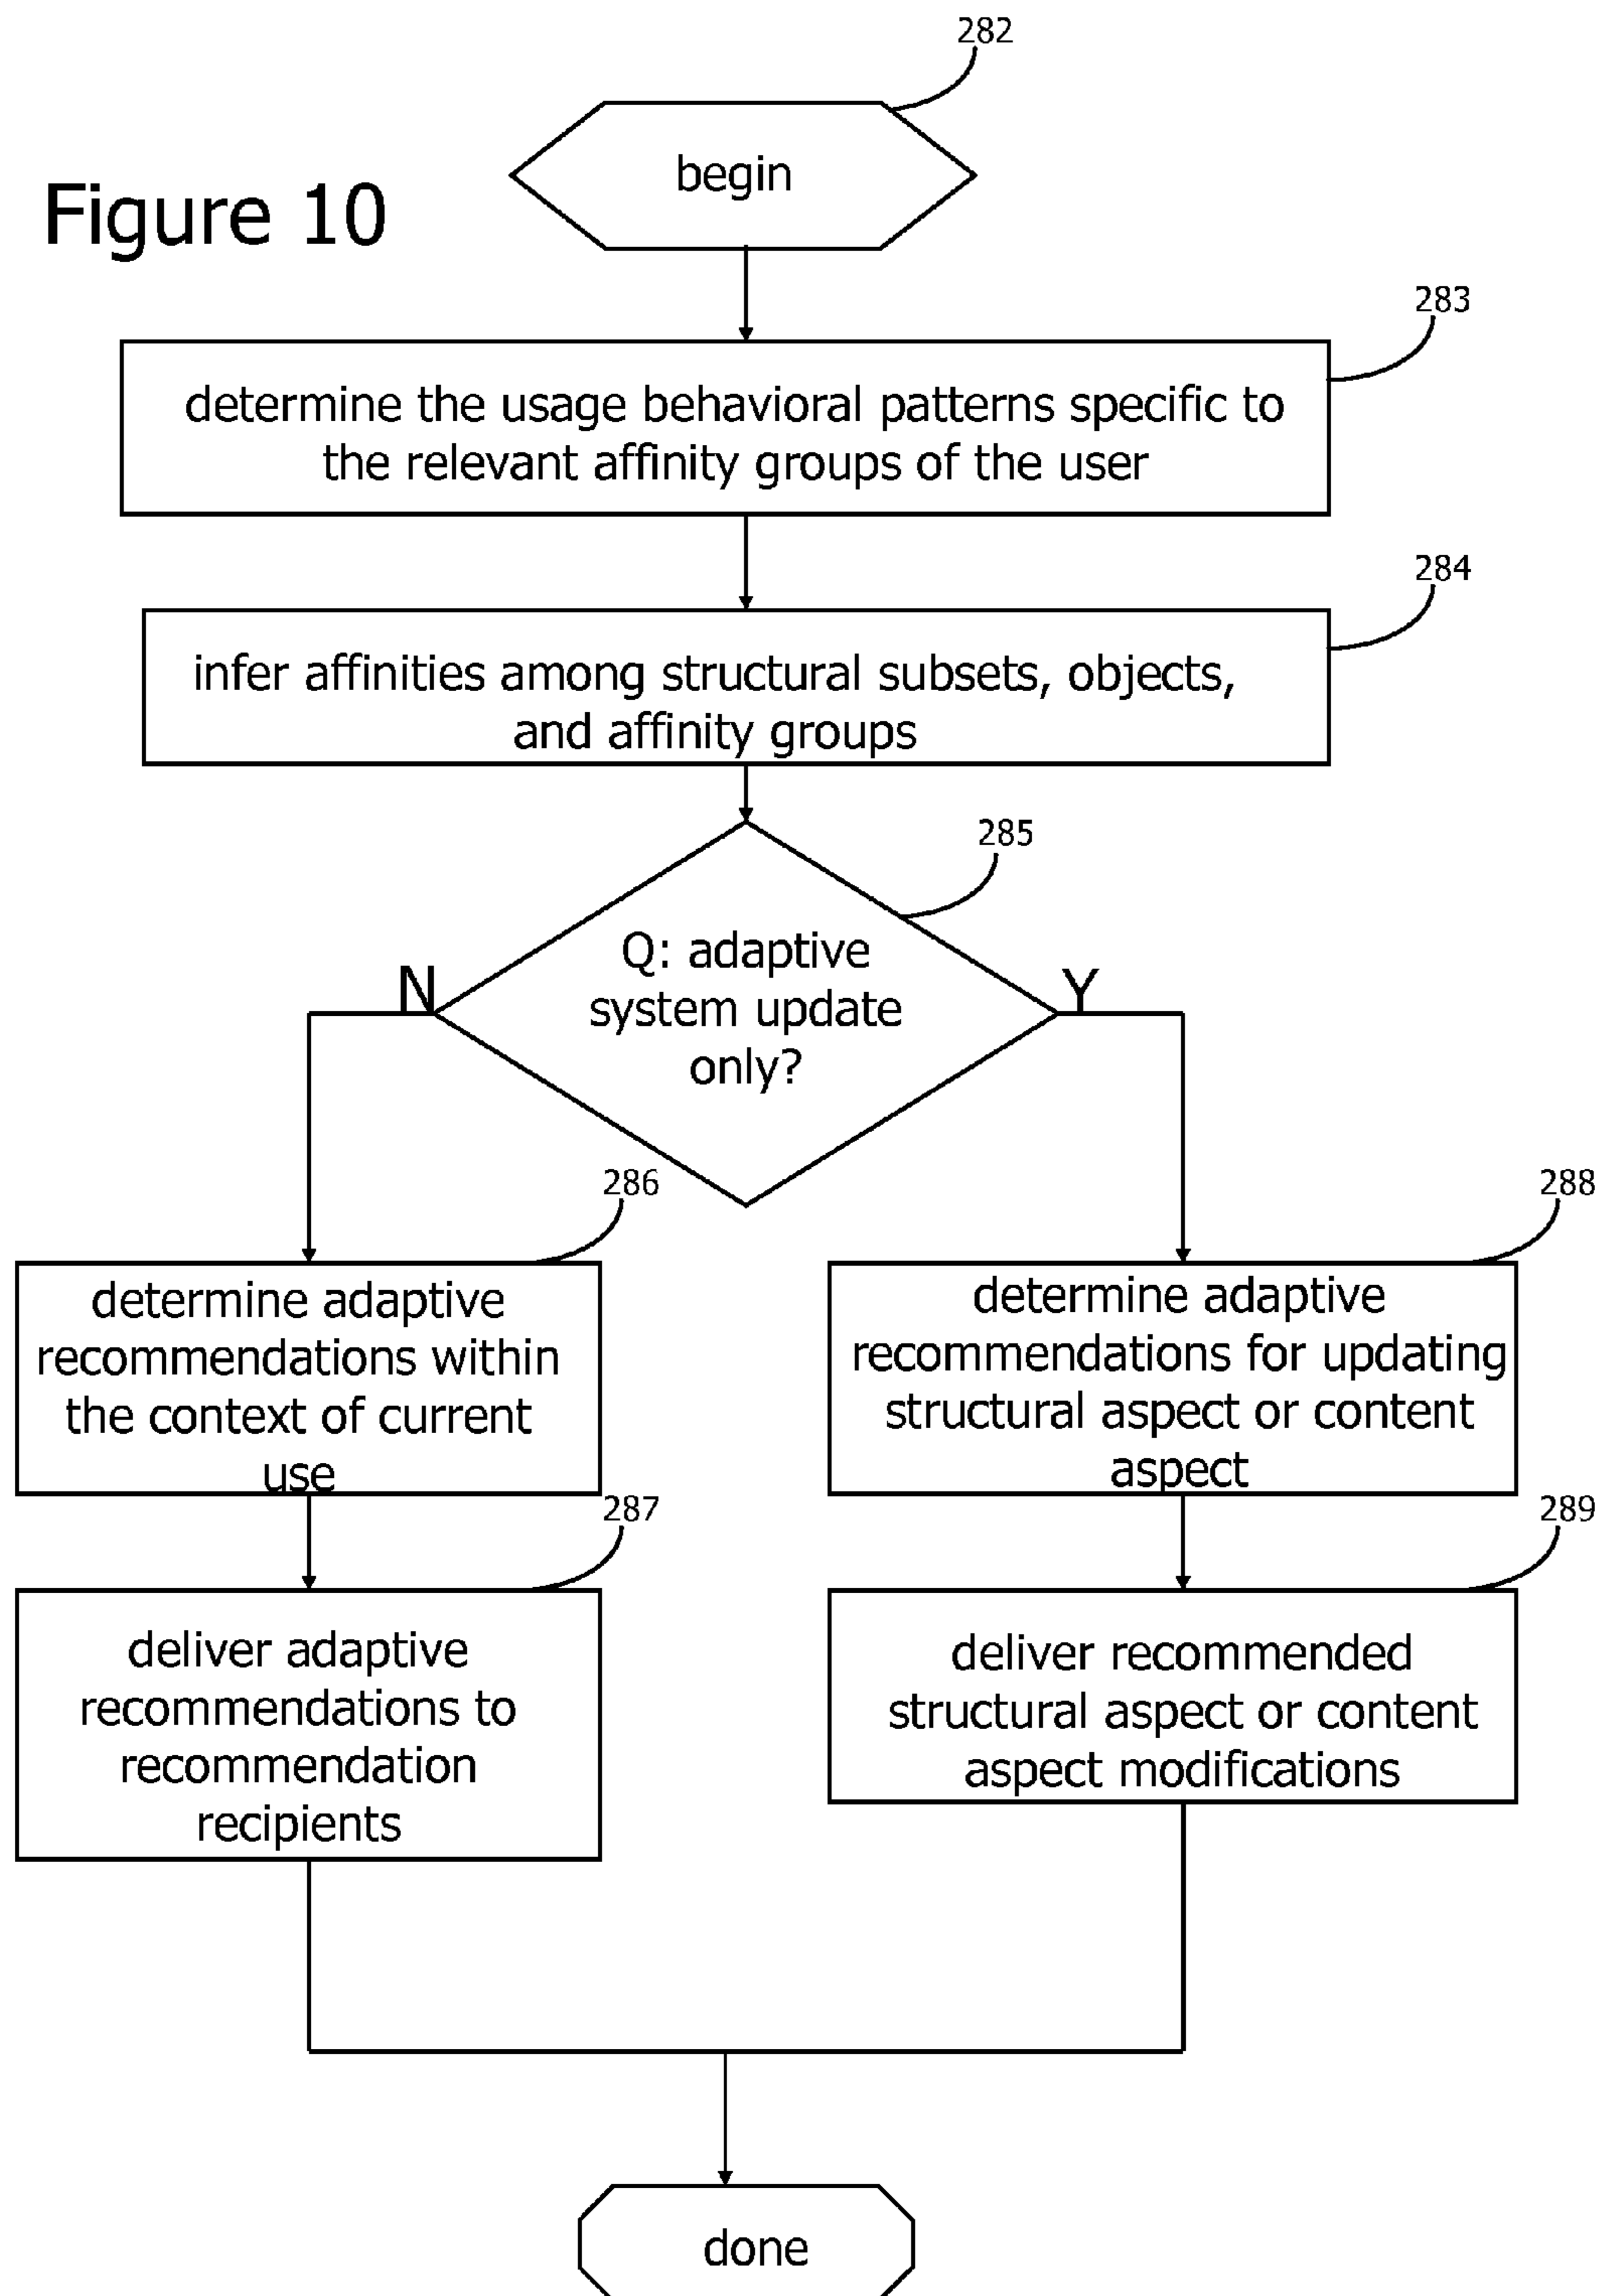 282
begin
Figure 10
283
determine the usage behavioral patterns specific to
the relevant affinity groups of the user
284
infer affinities among structural subsets, objects,
and affinity groups
285
Q: adaptive
system update
only?
N
Y
286
determine adaptive
recommendations within
the context of current
use
288
determine adaptive
recommendations for updating
structural aspect or content
aspect
287
deliver adaptive
recommendations to
recommendation
recipients
289
deliver recommended
structural aspect or content
aspect modifications
done